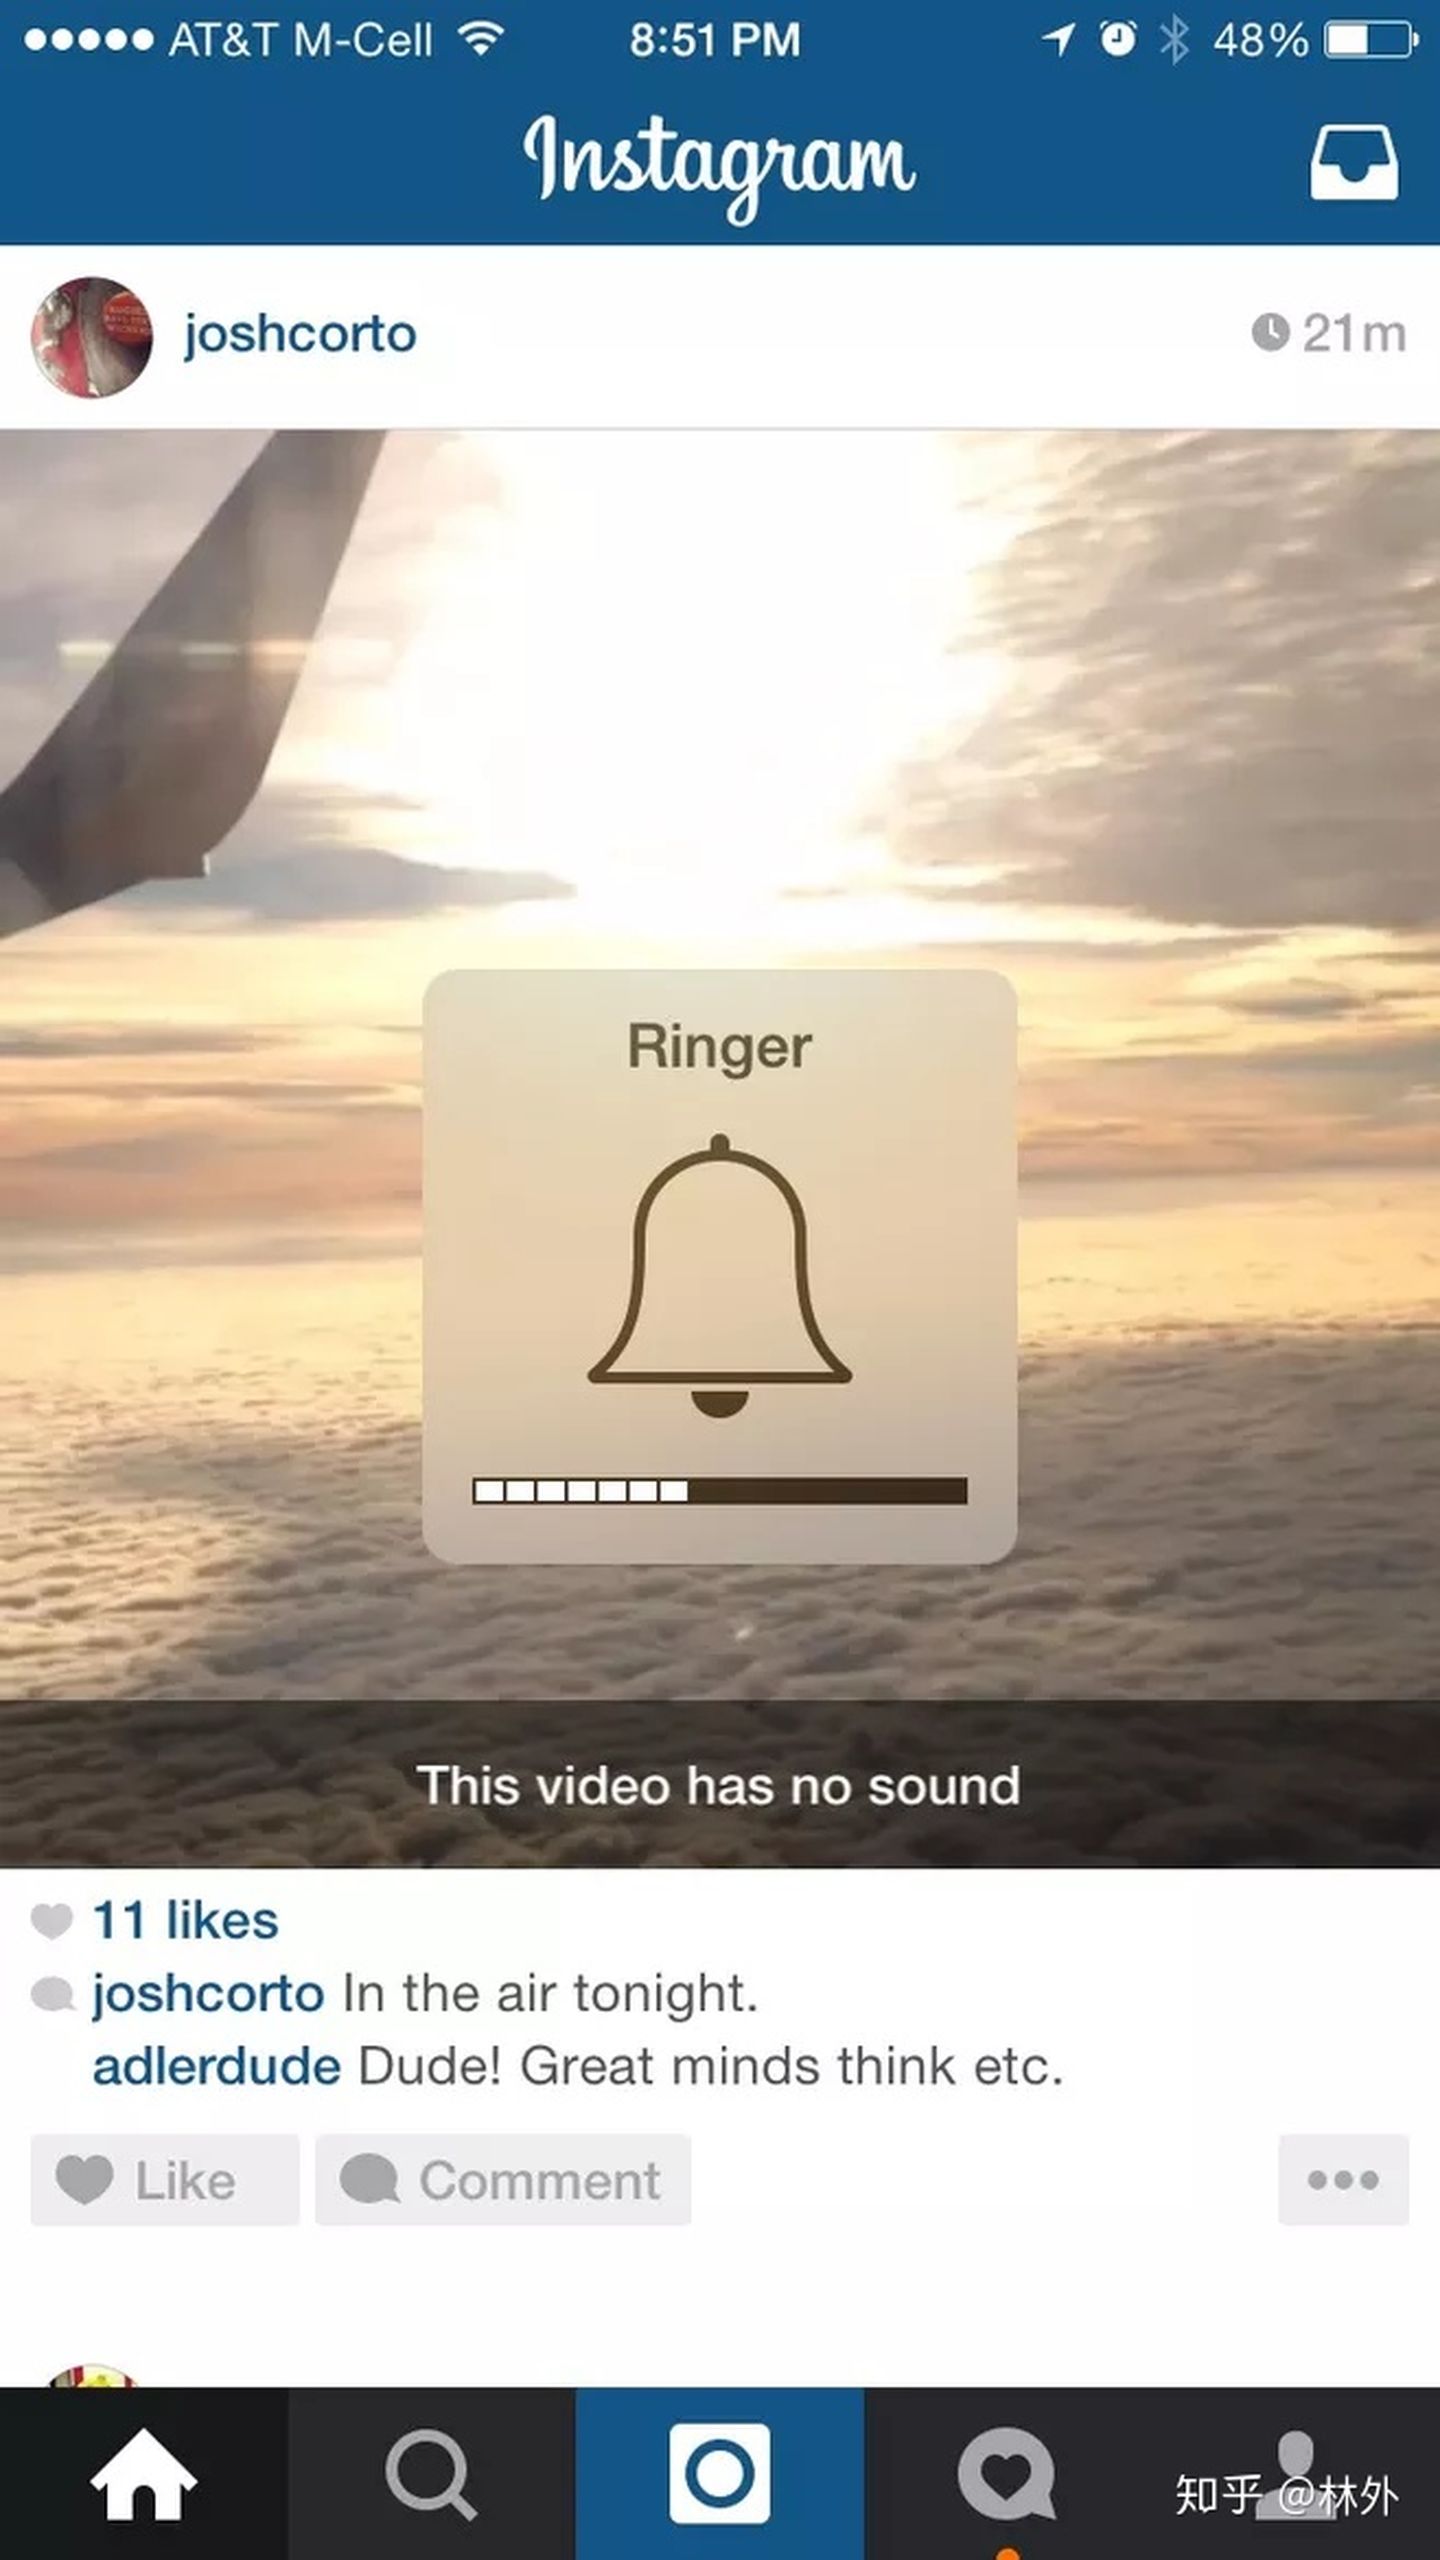 AT&T M-Cell 8:51 PM 48%
Instagram
joshcorto 21m
Ringer
This video has no sound
11 likes
joshcorto In the air tonight.
adlerdude Dude! Great minds think etc.
Like Comment
知乎 @林外